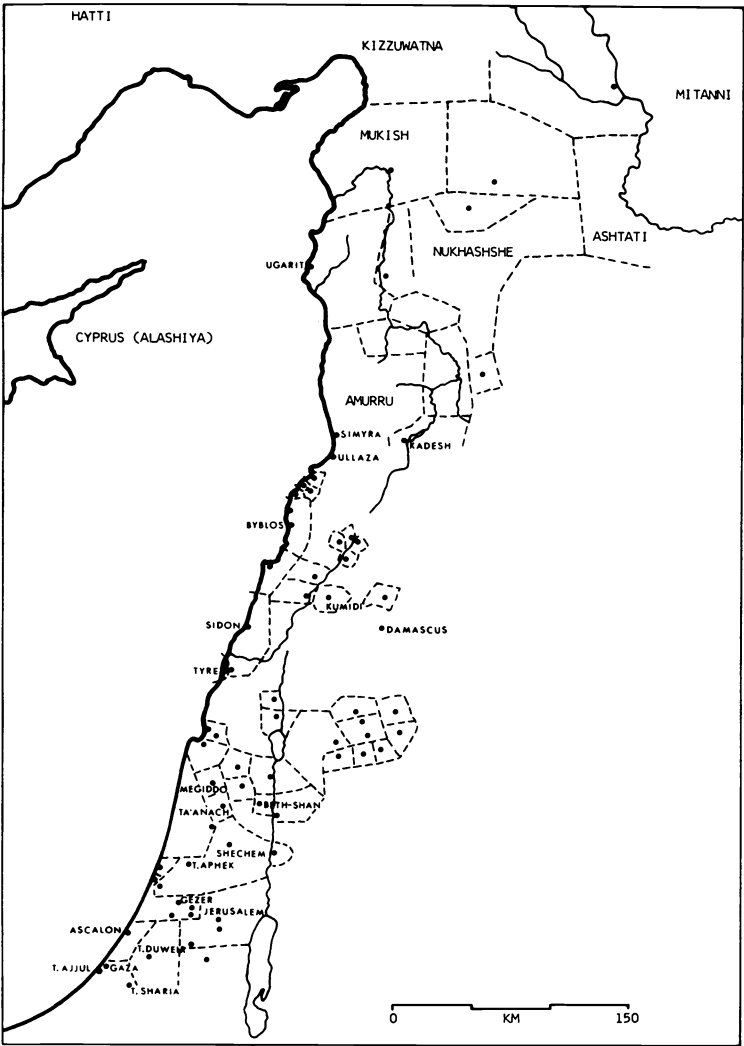 HATTI
KIZZUWATNA
MITANNI
MUKISH
ASHTATI
NUKHASHSHE
UGARIT
CYPRUS (ALASHIYA)
AMURRU
SIMYRA
KADESH
ULLAZA
BYBLOS
KUMIDI
SIDON
DAMASCUS
TYRE
MEGIDDO
BETH-SHAN
TA'ANACH
SHECHEM
T.APHEK
GEZER
JERUSALEM
ASCALON
T.DUWEIR
T.AJJUL
GAZA
T.SHARIA
0 KM 150